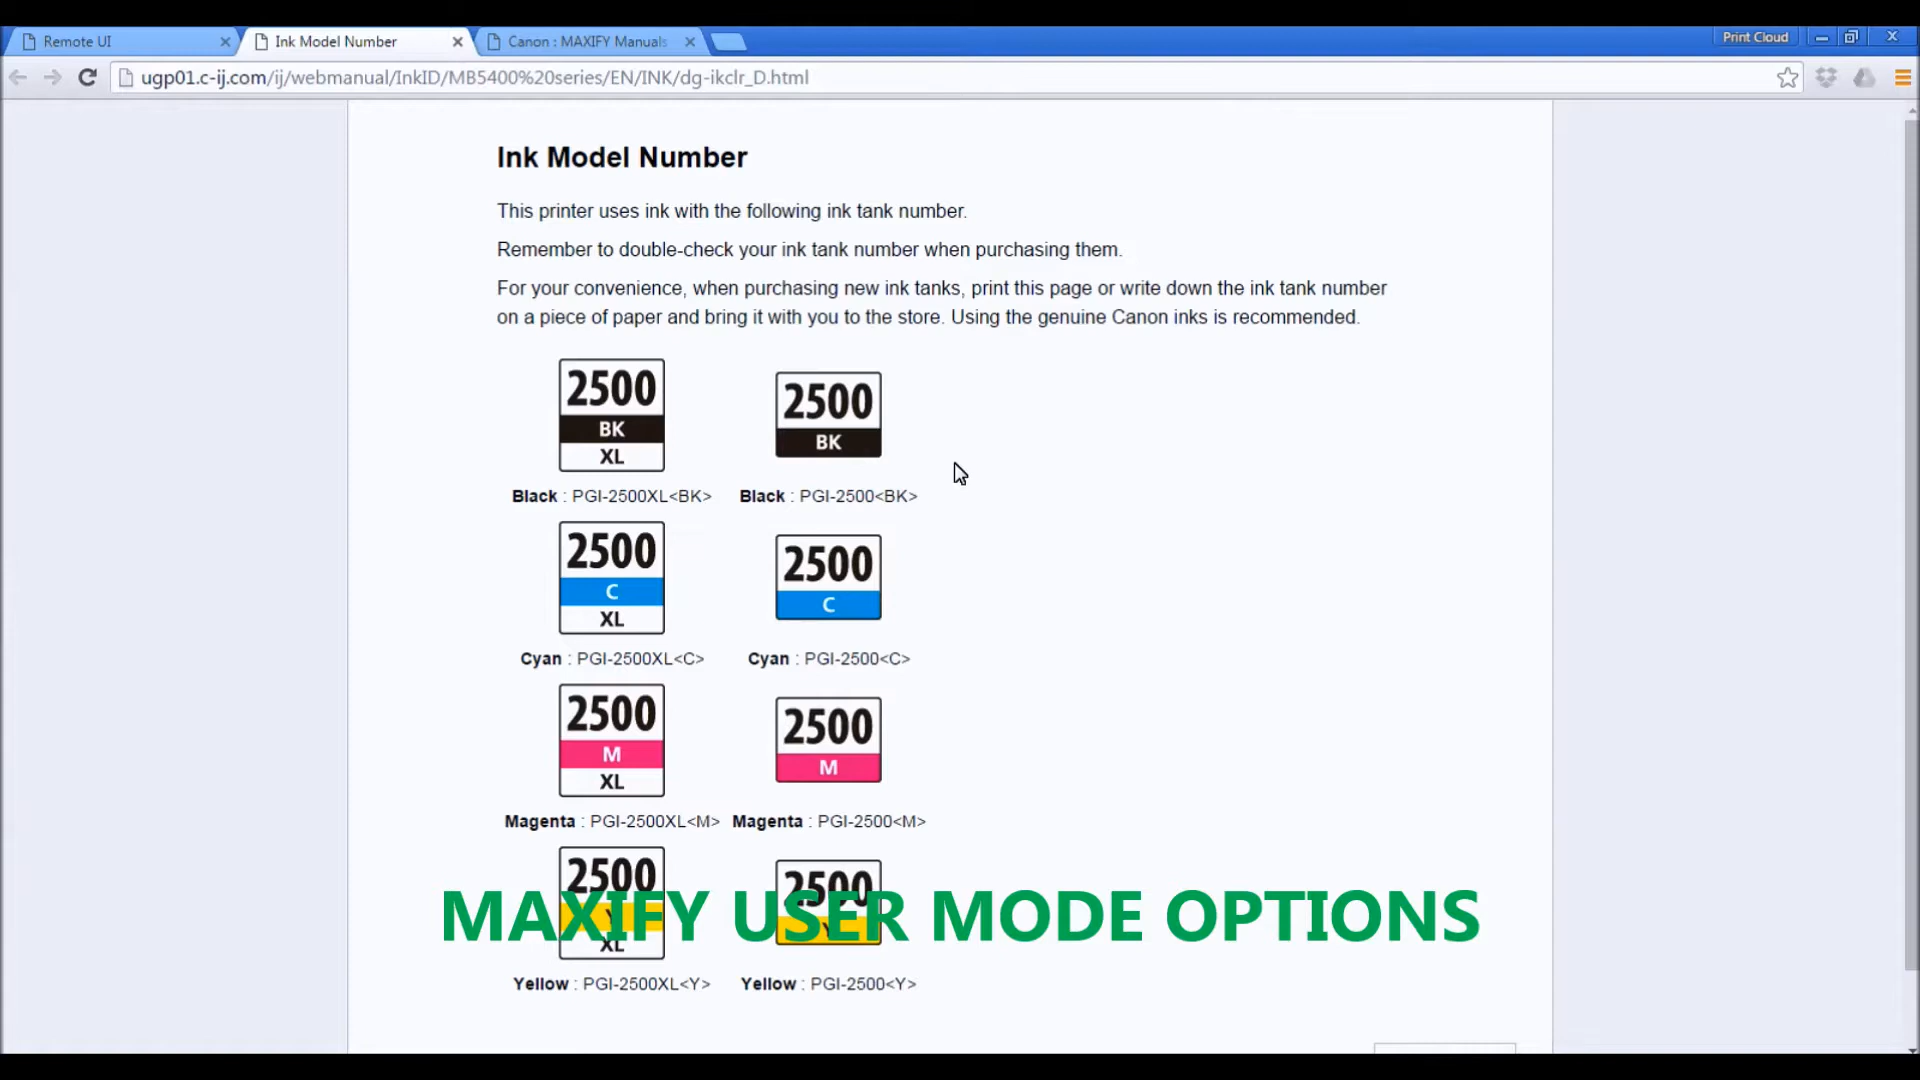 Remote UI
Ink Model Number
Canon : MAXIFY Manuals
Print Cloud
ugp01.c-ij.com/ij/webmanual/InkID/MB5400%20series/EN/INK/dg-ikclr_D.html
Ink Model Number
This printer uses ink with the following ink tank number.
Remember to double-check your ink tank number when purchasing them.
For your convenience, when purchasing new ink tanks, print this page or write down the ink tank number
on a piece of paper and bring it with you to the store. Using the genuine Canon inks is recommended.
2500 BK XL
2500 BK
Black : PGI-2500XL<BK>
Black : PGI-2500<BK>
2500 C XL
2500 C
Cyan : PGI-2500XL<C>
Cyan : PGI-2500<C>
2500 M XL
2500 M
Magenta : PGI-2500XL<M>
Magenta : PGI-2500<M>
2500 Y XL
2500 Y
MAXIFY USER MODE OPTIONS
Yellow : PGI-2500XL<Y>
Yellow : PGI-2500<Y>